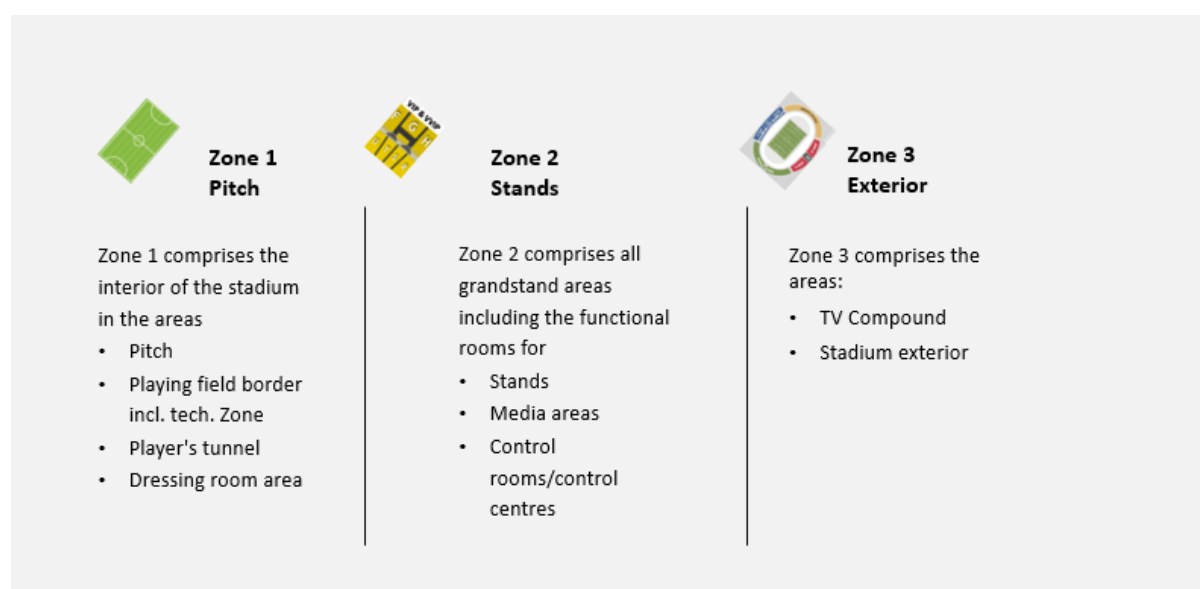 VIP & VVIP
F G H
Zone 1
Pitch
Zone 2
Stands
Zone 3
Exterior
Zone 1 comprises the
interior of the stadium
in the areas
• Pitch
• Playing field border
incl. tech. Zone
• Player's tunnel
• Dressing room area
Zone 2 comprises all
grandstand areas
including the functional
rooms for
• Stands
• Media areas
• Control
rooms/control
centres
Zone 3 comprises the
areas:
• TV Compound
• Stadium exterior